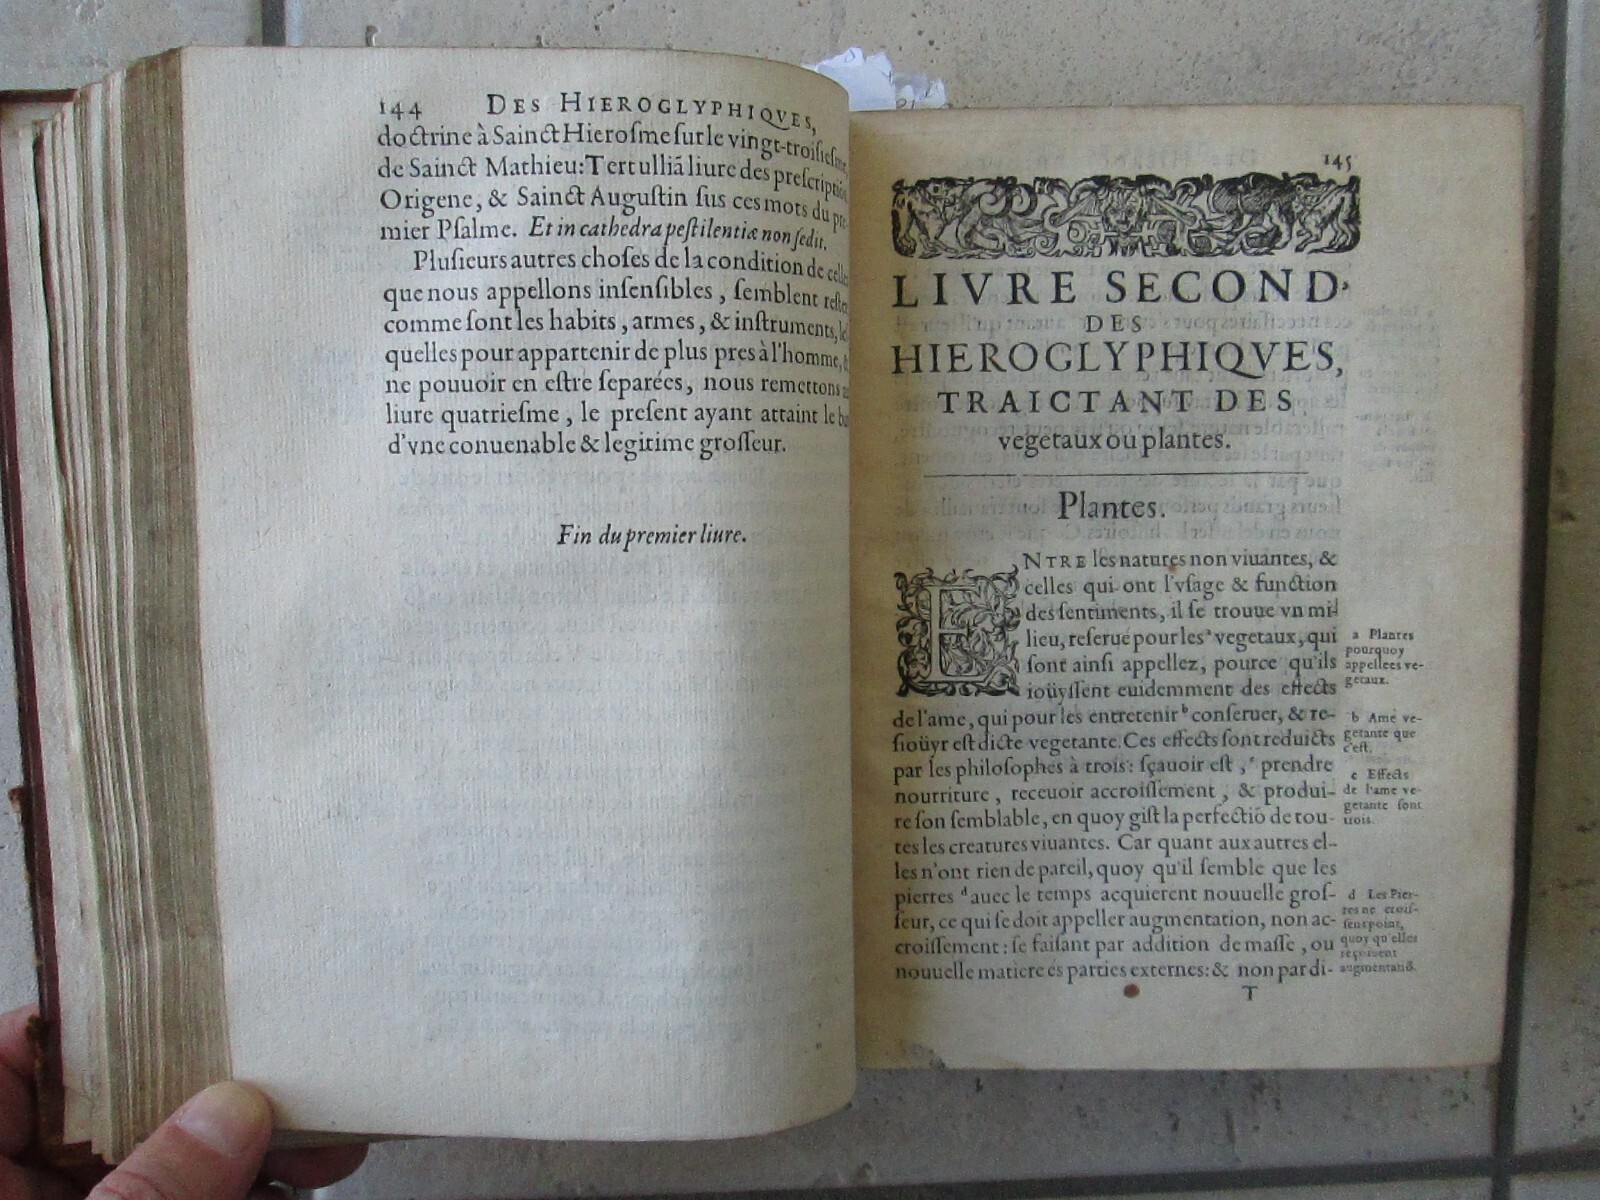 144 DES HIEROGLYPHIQVES,
doctrine à Sainct Hieroſme ſur le vingt-troiſieſme
de Sainct Mathieu: Tertulliã liure des preſcriptiõs
Origene, & Sainct Auguſtin ſus ces mots du pre-
mier Pſalme. Et in cathedra peſtilentiæ non ſedit.
Pluſieurs autres choſes de la condition de celles
que nous appellons inſenſibles, ſemblent reſter
comme ſont les habits, armes, & inſtruments, leſ
quelles pour appartenir de plus pres à l'homme, &
ne pouuoir en eſtre ſeparées, nous remettons au
liure quatrieſme, le preſent ayant attaint le but
d'vne conuenable & legitime groſſeur.
Fin du premier liure.
145
LIVRE SECOND,
DES
HIEROGLYPHIQVES,
TRAICTANT DES
vegetaux ou plantes.
Plantes.
ENTRE les natures non viuantes, &
celles qui ont l'vſage & function
des ſentiments, il ſe trouue vn mi-
lieu, reſerué pour les a vegetaux, qui
ſont ainſi appellez, pource qu'ils
ioüyſſent euidemment des effects
de l'ame, qui pour les entretenir b conſeruer, & re-
ſioüyr eſt dicte vegetante. Ces effects ſont reduicts
par les philoſophes à trois: ſçauoir eſt, c prendre
nourriture, receuoir accroiſſement, & produi-
re ſon ſemblable, en quoy giſt la perfectiõ de tou-
tes les creatures viuantes. Car quant aux autres el-
les n'ont rien de pareil, quoy qu'il ſemble que les
pierres d auec le temps acquierent nouuelle groſ-
ſeur, ce qui ſe doit appeller augmentation, non ac-
croiſſement: ſe faiſant par addition de maſſe, ou
nouuelle matiere és parties externes: & non par di-
T
a Plantes
pourquoy
appellees ve-
getaux.
b Ame ve-
getante que
c'eſt.
c Effects
de l'ame ve-
getante ſont
trois.
d Les Pier-
res ne croiſ-
ſent point,
quoy qu'elles
reçoiuent
augmentatiõ.